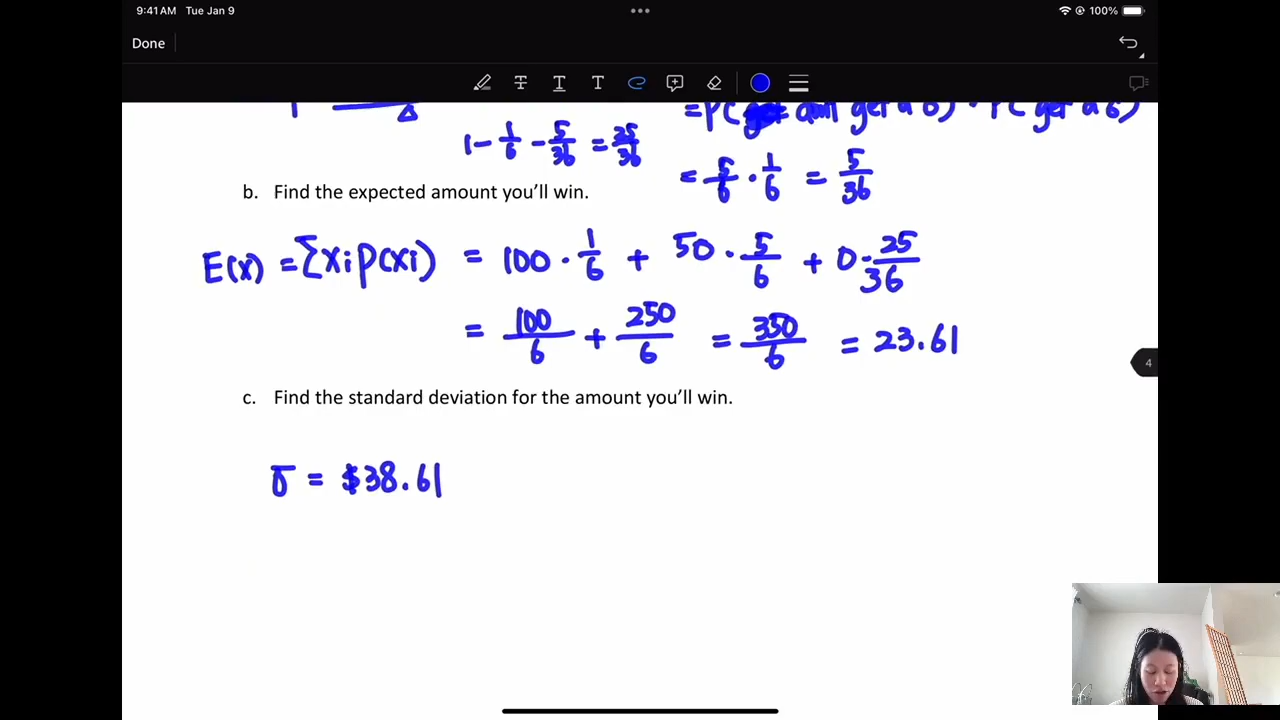 9:41 AM Tue Jan 9
100%
Done
1 - 1/6 - 5/36 = 25/36
= 5/6 · 1/6 = 5/36
b. Find the expected amount you'll win.
E(x) = Σxip(xi) = 100 · 1/6 + 50 · 5/6 + 0 · 25/36
= 100/6 + 250/6 = 350/6 = 23.61
4
c. Find the standard deviation for the amount you'll win.
σ = $38.61